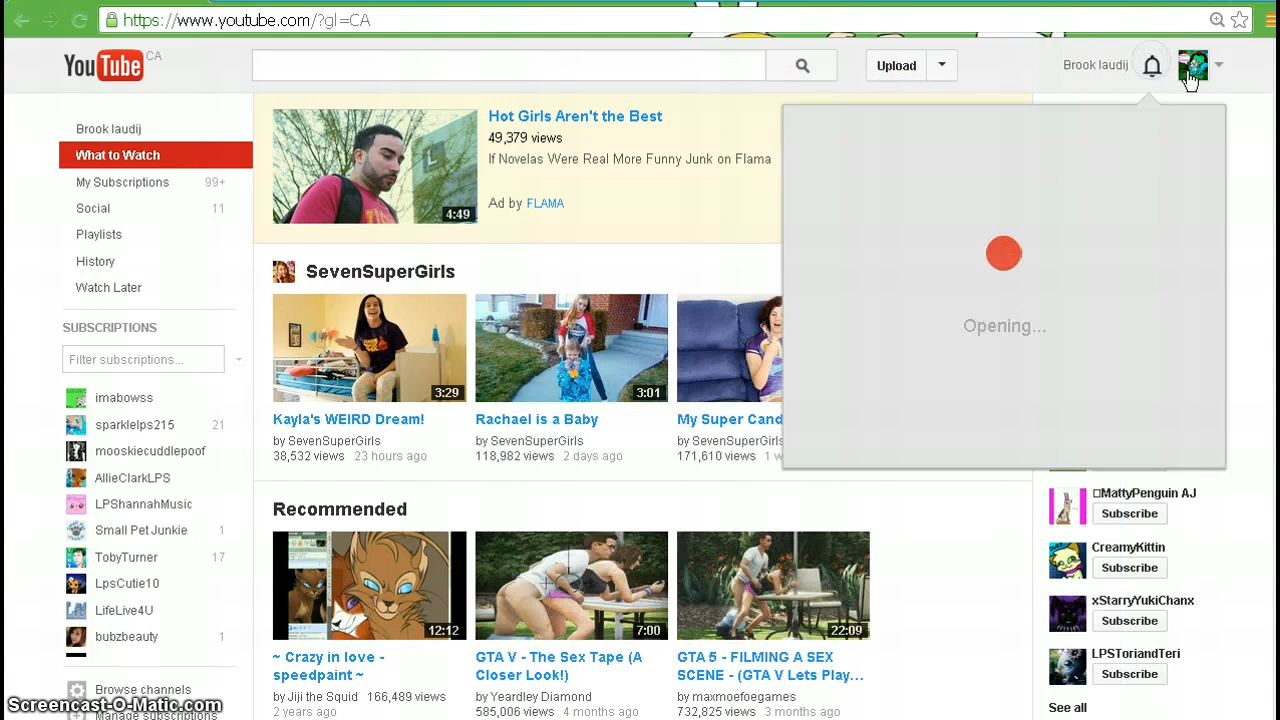 https://www.youtube.com/?gl=CA
YouTube CA
Upload
Brook laudij
Brook laudij
What to Watch
My Subscriptions 99+
Social 11
Playlists
History
Watch Later
SUBSCRIPTIONS
Filter subscriptions...
imabowss
sparklelps215 21
mooskiecuddlepoof
AllieClarkLPS
LPShannahMusic
Small Pet Junkie 1
TobyTurner 17
LpsCutie10
LifeLive4U
bubzbeauty 1
Browse channels
Manage subscriptions
4:49
Hot Girls Aren't the Best
49,379 views
If Novelas Were Real More Funny Junk on Flama
Ad by FLAMA
SevenSuperGirls
3:29
Kayla's WEIRD Dream!
by SevenSuperGirls
38,532 views 23 hours ago
3:01
Rachael is a Baby
by SevenSuperGirls
118,982 views 2 days ago
My Super Cand
by SevenSuperGirls
171,610 views 1 w
Recommended
12:12
~ Crazy in love -
speedpaint ~
by Jiji the Squid 166,489 views
2 years ago
7:00
GTA V - The Sex Tape (A
Closer Look!)
by Yeardley Diamond
585,006 views 4 months ago
22:09
GTA 5 - FILMING A SEX
SCENE - (GTA V Lets Play...
by maxmoefoegames
732,825 views 3 months ago
Opening...
MattyPenguin AJ
Subscribe
CreamyKittin
Subscribe
xStarryYukiChanx
Subscribe
LPSToriandTeri
Subscribe
See all
Screencast-O-Matic.com